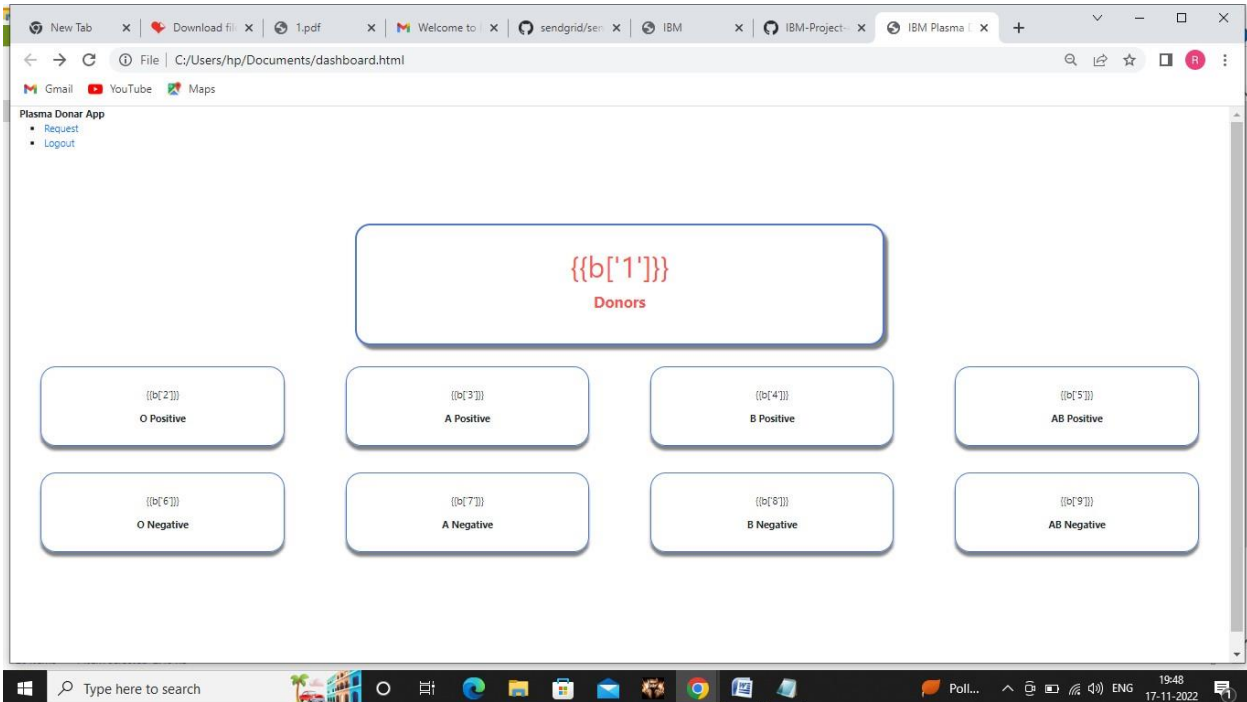 New Tab
Download fil
1.pdf
Welcome to
sendgrid/sen
IBM
IBM-Project-
IBM Plasma
File | C:/Users/hp/Documents/dashboard.html
R
Gmail YouTube Maps
Plasma Donar App
Request
Logout
{{b['1']}}
Donors
{{b['2']}} {{b['3']}} {{b['4']}} {{b['5']}}
O Positive A Positive B Positive AB Positive
{{b['6']}} {{b['7']}} {{b['8']}} {{b['9']}}
O Negative A Negative B Negative AB Negative
Type here to search
Poll... ENG
19:48
17-11-2022